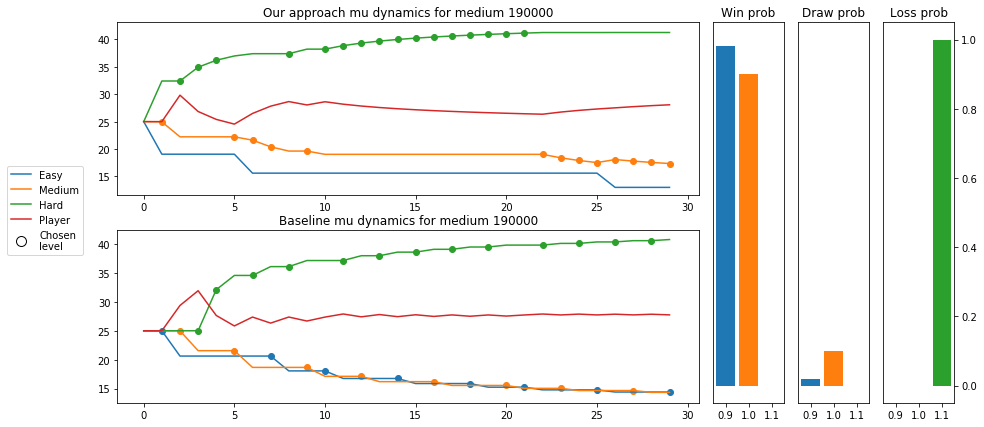 Our approach mu dynamics for medium 190000
40
35
30
25
20
15
0 5 10 15 20 25 30
Easy
Medium
Hard
Player
Chosen
level
Baseline mu dynamics for medium 190000
40
35
30
25
20
15
0 5 10 15 20 25 30
Win prob
0.9 1.0 1.1
Draw prob
0.9 1.0 1.1
Loss prob
1.0
0.8
0.6
0.4
0.2
0.0
0.9 1.0 1.1